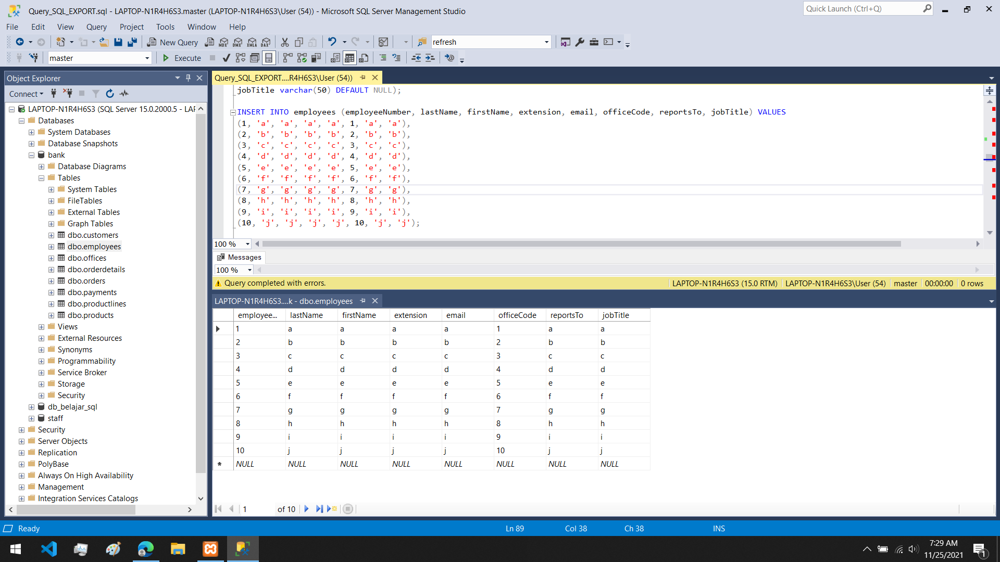 Query_SQL_EXPORT.sql - LAPTOP-N1R4H6S3.master (LAPTOP-N1R4H6S3\User (54)) - Microsoft SQL Server Management Studio
Quick Launch (Ctrl+Q)
File Edit View Query Project Tools Window Help
New Query MDX DMX XMLA DAX refresh
master Execute
Object Explorer
Connect
LAPTOP-N1R4H6S3 (SQL Server 15.0.2000.5 - LAP
Databases
System Databases
Database Snapshots
bank
Database Diagrams
Tables
System Tables
FileTables
External Tables
Graph Tables
dbo.customers
dbo.employees
dbo.offices
dbo.orderdetails
dbo.orders
dbo.payments
dbo.productlines
dbo.products
Views
External Resources
Synonyms
Programmability
Service Broker
Storage
Security
db_belajar_sql
staff
Security
Server Objects
Replication
PolyBase
Always On High Availability
Management
Integration Services Catalogs
Query_SQL_EXPORT....R4H6S3\User (54))
jobTitle varchar(50) DEFAULT NULL);
INSERT INTO employees (employeeNumber, lastName, firstName, extension, email, officeCode, reportsTo, jobTitle) VALUES
(1, 'a', 'a', 'a', 'a', 1, 'a', 'a'),
(2, 'b', 'b', 'b', 'b', 2, 'b', 'b'),
(3, 'c', 'c', 'c', 'c', 3, 'c', 'c'),
(4, 'd', 'd', 'd', 'd', 4, 'd', 'd'),
(5, 'e', 'e', 'e', 'e', 5, 'e', 'e'),
(6, 'f', 'f', 'f', 'f', 6, 'f', 'f'),
(7, 'g', 'g', 'g', 'g', 7, 'g', 'g'),
(8, 'h', 'h', 'h', 'h', 8, 'h', 'h'),
(9, 'i', 'i', 'i', 'i', 9, 'i', 'i'),
(10, 'j', 'j', 'j', 'j', 10, 'j', 'j');
100 %
Messages
100 %
Query completed with errors. LAPTOP-N1R4H6S3 (15.0 RTM) LAPTOP-N1R4H6S3\User (54) master 00:00:00 0 rows
LAPTOP-N1R4H6S3....k - dbo.employees
employee... lastName firstName extension email officeCode reportsTo jobTitle
1 a a a a 1 a a
2 b b b b 2 b b
3 c c c c 3 c c
4 d d d d 4 d d
5 e e e e 5 e e
6 f f f f 6 f f
7 g g g g 7 g g
8 h h h h 8 h h
9 i i i i 9 i i
10 j j j j 10 j j
NULL NULL NULL NULL NULL NULL NULL NULL
1 of 10
Ready Ln 89 Col 38 Ch 38 INS
7:29 AM
11/25/2021
1